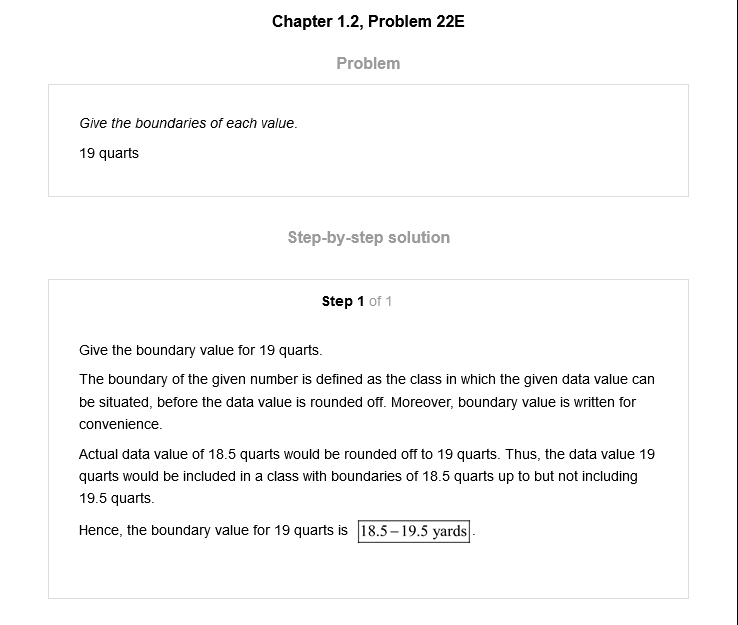 Chapter 1.2, Problem 22E
Problem
Give the boundaries of each value.
19 quarts
Step-by-step solution
Step 1 of 1
Give the boundary value for 19 quarts.
The boundary of the given number is defined as the class in which the given data value can
be situated, before the data value is rounded off. Moreover, boundary value is written for
convenience.
Actual data value of 18.5 quarts would be rounded off to 19 quarts. Thus, the data value 19
quarts would be included in a class with boundaries of 18.5 quarts up to but not including
19.5 quarts.
Hence, the boundary value for 19 quarts is 18.5–19.5 yards.